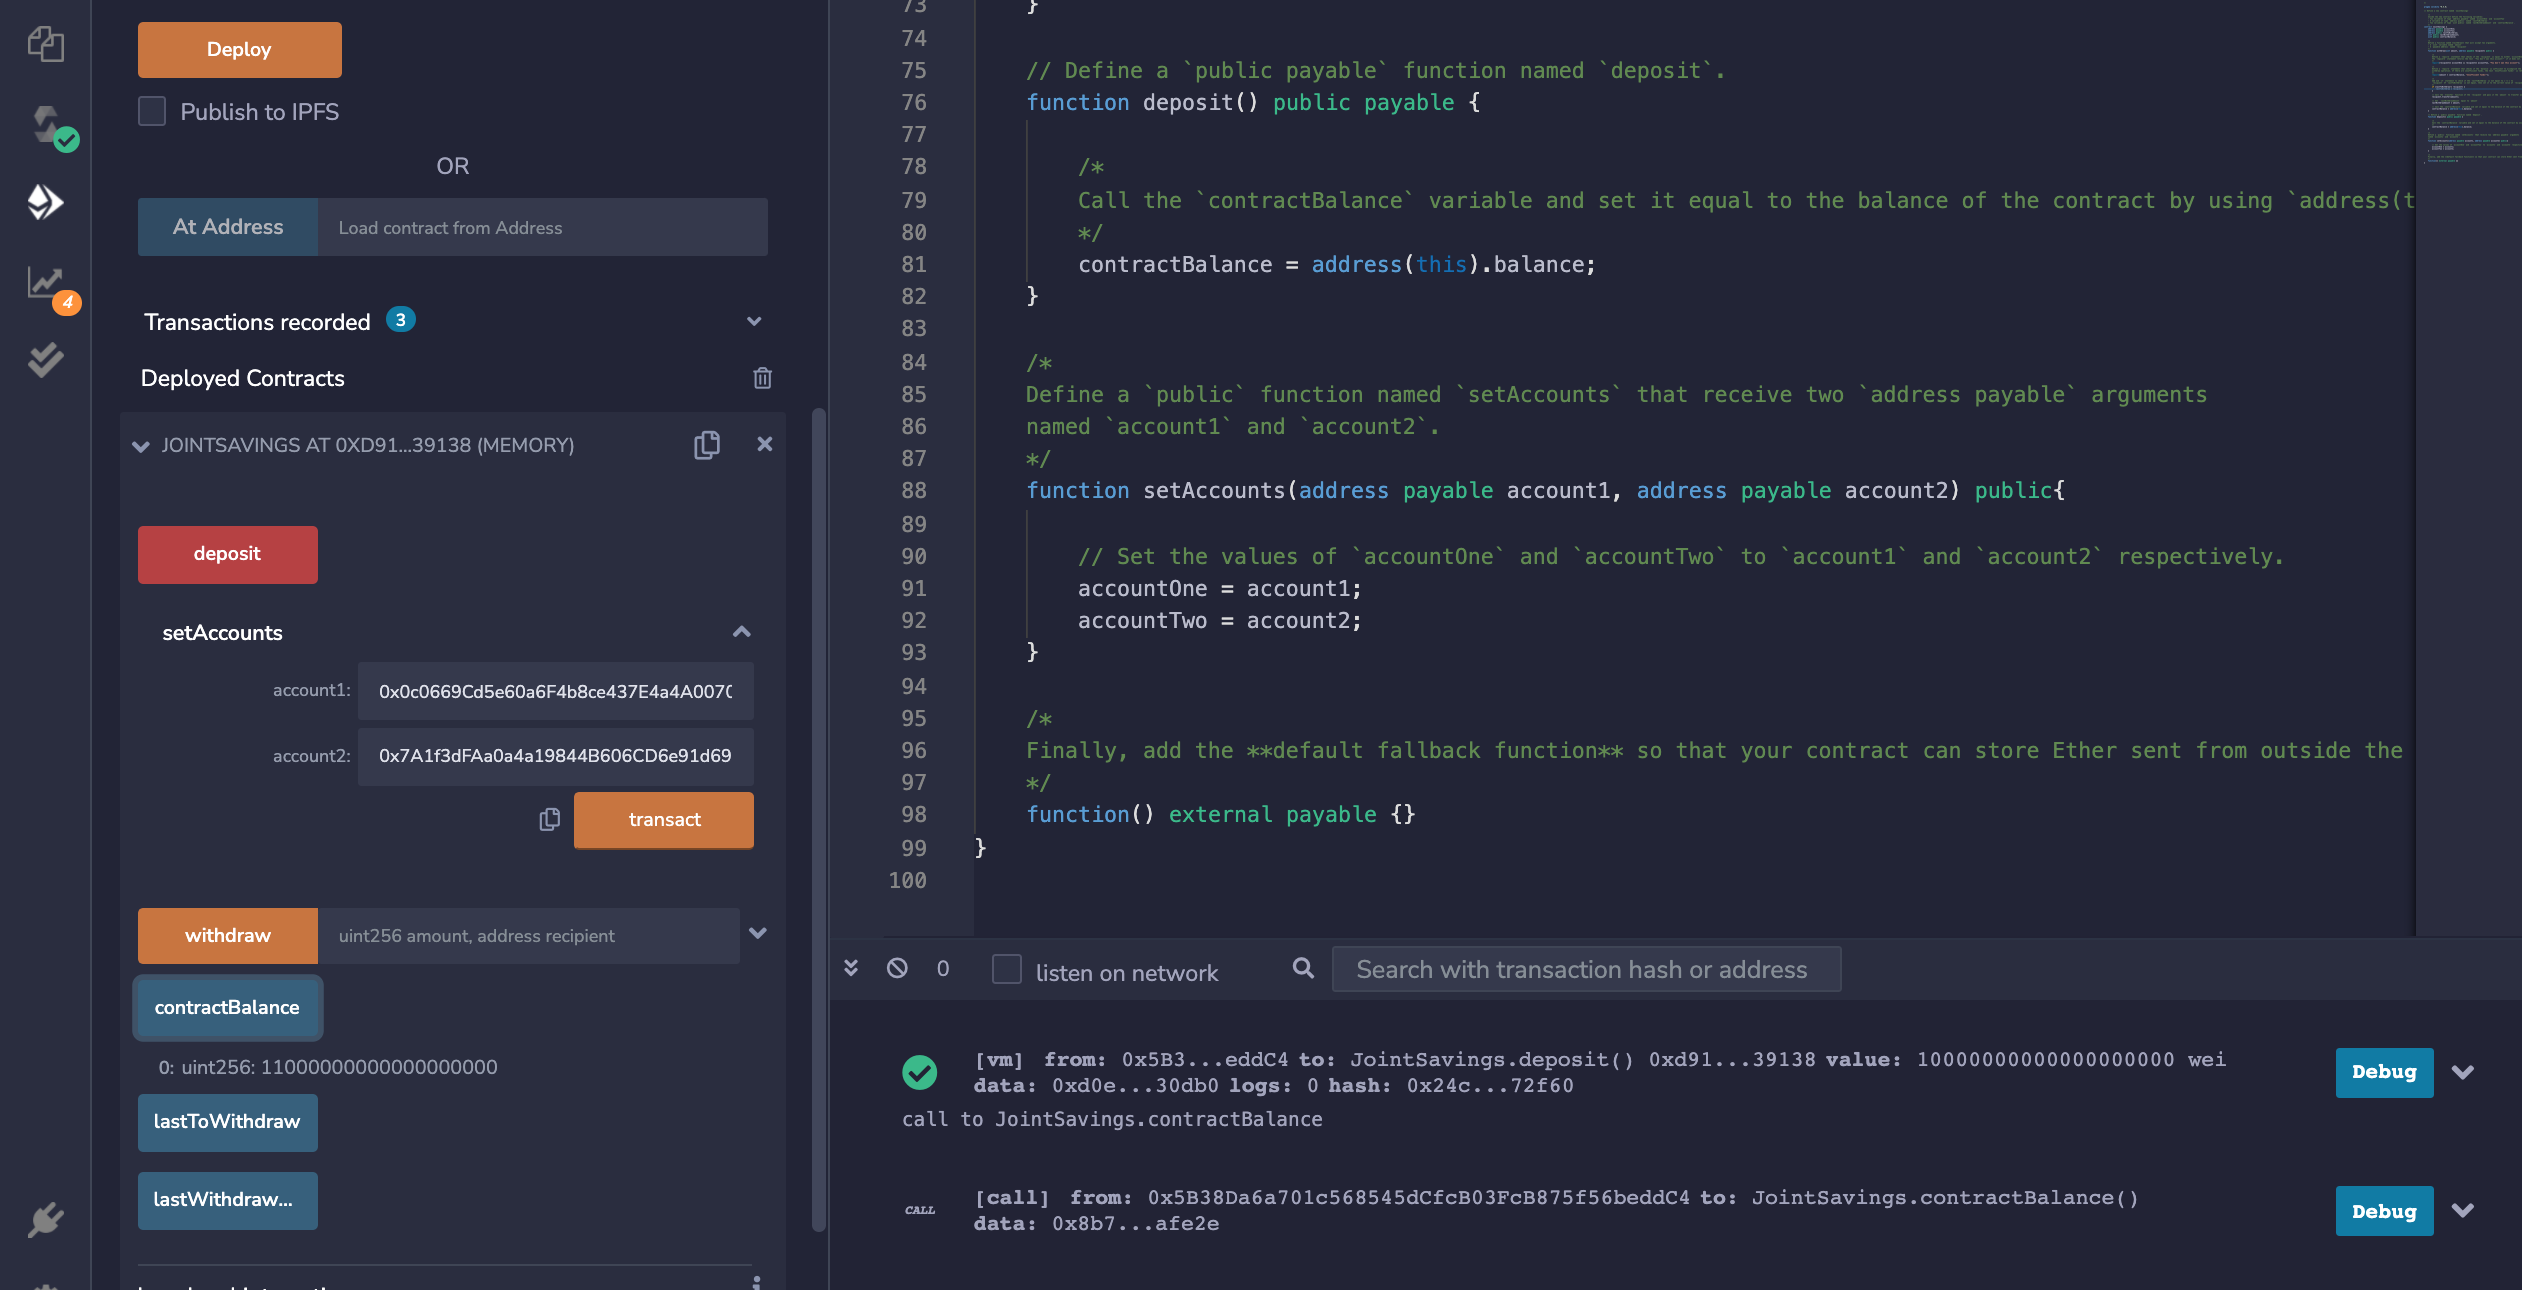 Deploy
Publish to IPFS
OR
At Address
Load contract from Address
4
Transactions recorded 3
Deployed Contracts
JOINTSAVINGS AT 0XD91...39138 (MEMORY)
deposit
setAccounts
account1: 0x0c0669Cd5e60a6F4b8ce437E4a4A007
account2: 0x7A1f3dFAa0a4a19844B606CD6e91d69
transact
withdraw
uint256 amount, address recipient
contractBalance
0: uint256: 11000000000000000000
lastToWithdraw
lastWithdraw...
73 }
74
75 // Define a `public payable` function named `deposit`.
76 function deposit() public payable {
77
78 /*
79 Call the `contractBalance` variable and set it equal to the balance of the contract by using `address(t
80 */
81 contractBalance = address(this).balance;
82 }
83
84 /*
85 Define a `public` function named `setAccounts` that receive two `address payable` arguments
86 named `account1` and `account2`.
87 */
88 function setAccounts(address payable account1, address payable account2) public{
89
90 // Set the values of `accountOne` and `accountTwo` to `account1` and `account2` respectively.
91 accountOne = account1;
92 accountTwo = account2;
93 }
94
95 /*
96 Finally, add the **default fallback function** so that your contract can store Ether sent from outside the
97 */
98 function() external payable {}
99 }
100
0
listen on network
Search with transaction hash or address
[vm] from: 0x5B3...eddC4 to: JointSavings.deposit() 0xd91...39138 value: 10000000000000000000 wei
data: 0xd0e...30db0 logs: 0 hash: 0x24c...72f60
Debug
call to JointSavings.contractBalance
CALL
[call] from: 0x5B38Da6a701c568545dCfcB03FcB875f56beddC4 to: JointSavings.contractBalance()
data: 0x8b7...afe2e
Debug